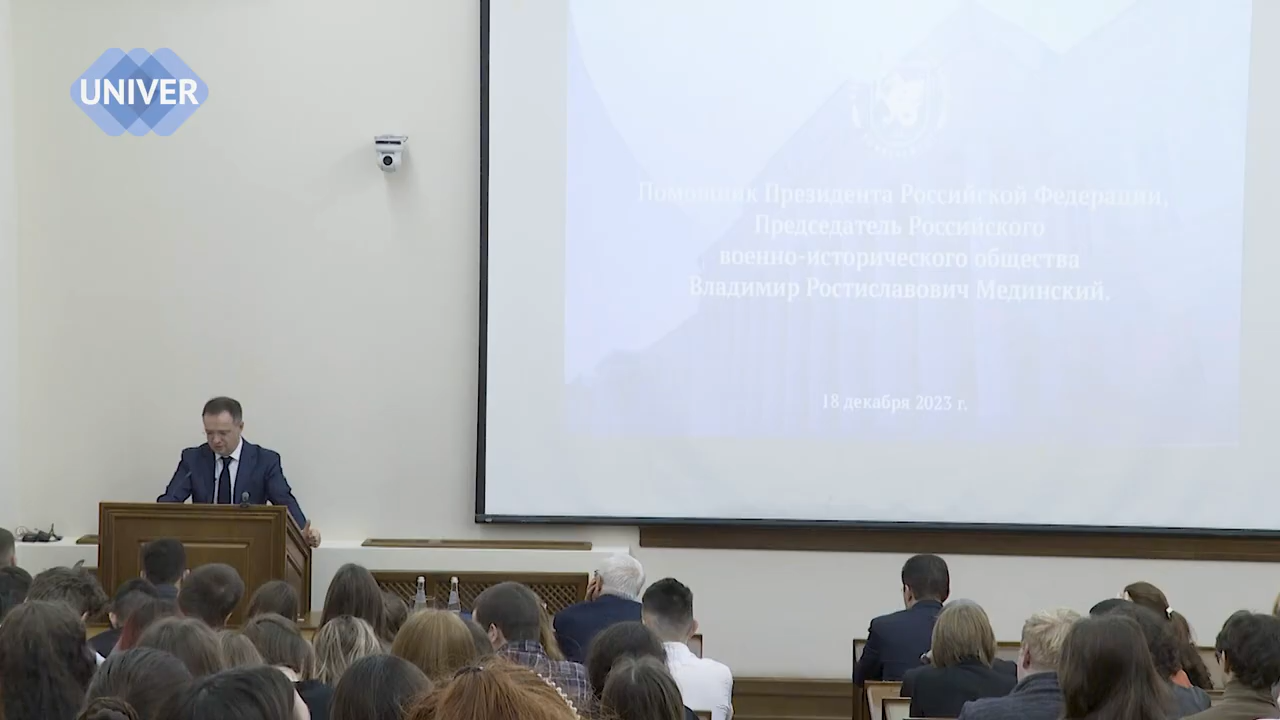 UNIVER
Помощник Президента Российской Федерации,
Председатель Российского
военно-исторического общества
Владимир Ростиславович Мединский.
18 декабря 2023 г.